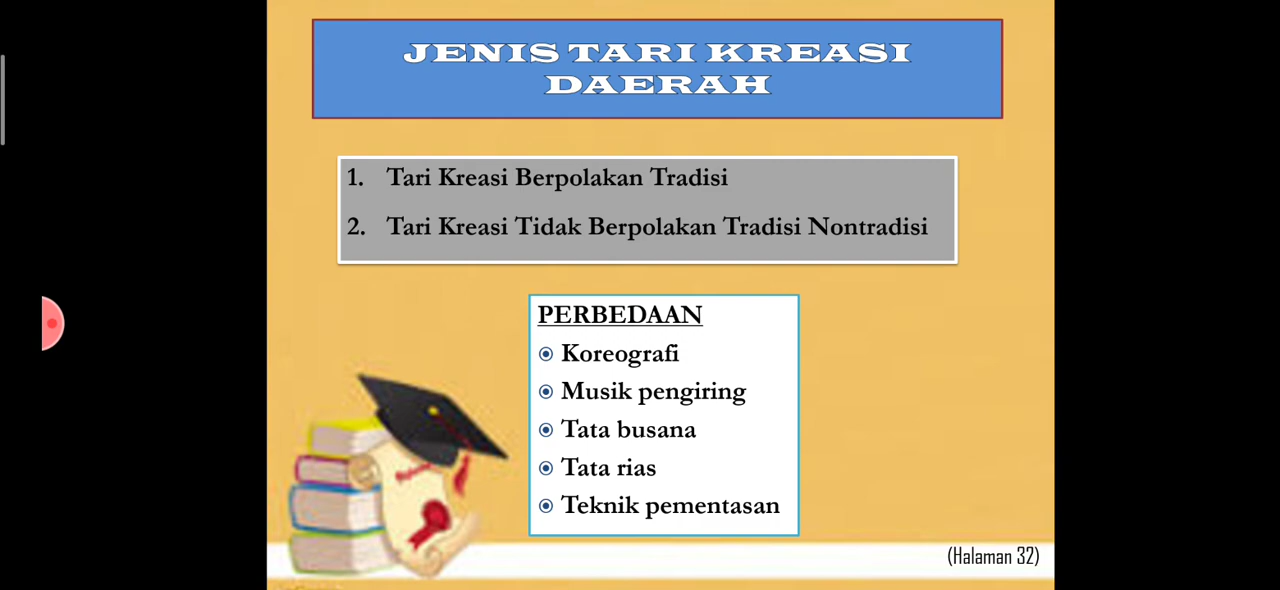 JENIS TARI KREASI
DAERAH
1. Tari Kreasi Berpolakan Tradisi
2. Tari Kreasi Tidak Berpolakan Tradisi Nontradisi
PERBEDAAN
Koreografi
Musik pengiring
Tata busana
Tata rias
Teknik pementasan
(Halaman 32)